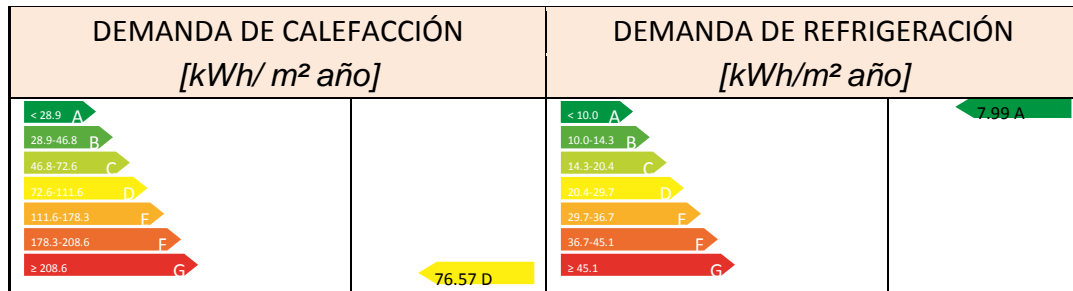 DEMANDA DE CALEFACCIÓN
[kWh/ m² año]
DEMANDA DE REFRIGERACIÓN
[kWh/m² año]
< 28.9 A
28.9-46.8 B
46.8-72.6 C
72.6-111.6 D
111.6-178.3 E
178.3-208.6 F
≥ 208.6 G
76.57 D
< 10.0 A
10.0-14.3 B
14.3-20.4 C
20.4-29.7 D
29.7-36.7 E
36.7-45.1 F
≥ 45.1 G
7.99 A